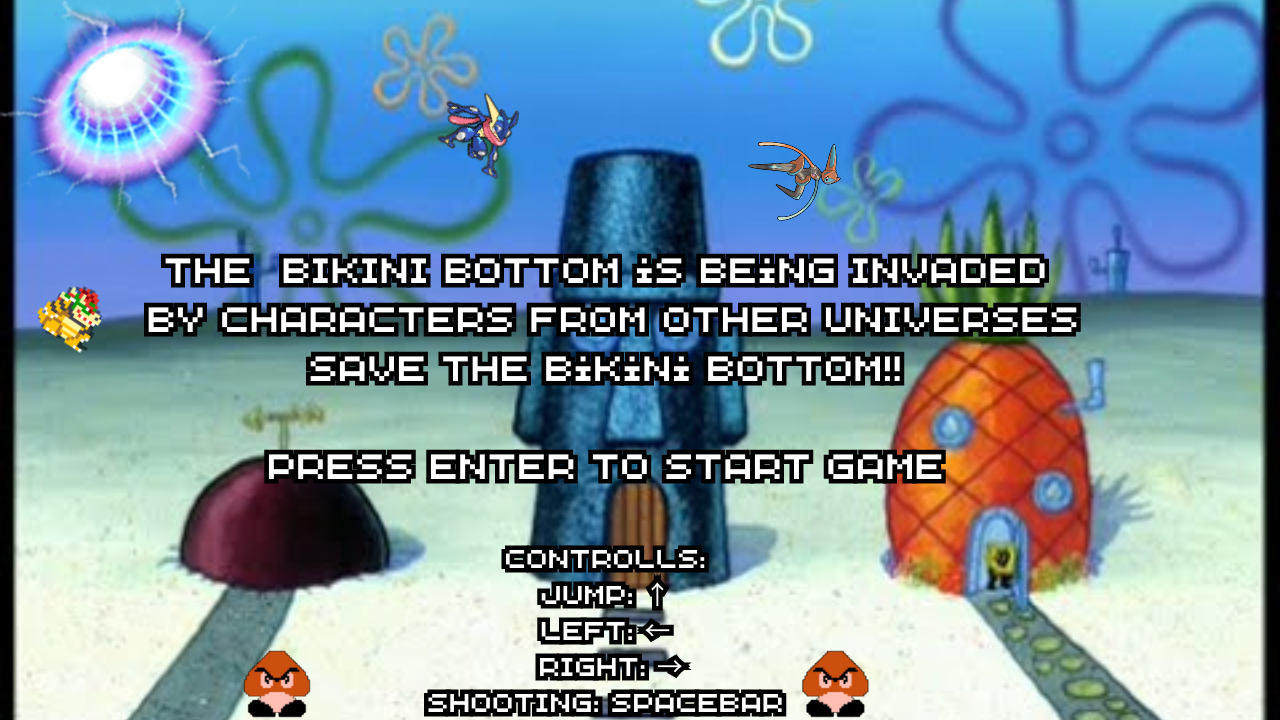 THE BIKINI BOTTOM iS BEiNG INVADED
BY CHARACTERS FROM OTHER UNIVERSES
SAVE THE BiKiNi BOTTOM!!
PRESS ENTER TO START GAME
CONTROLLS:
JUMP: ↑
LEFT: ←
RIGHT: →
SHOOTING: SPACEBAR